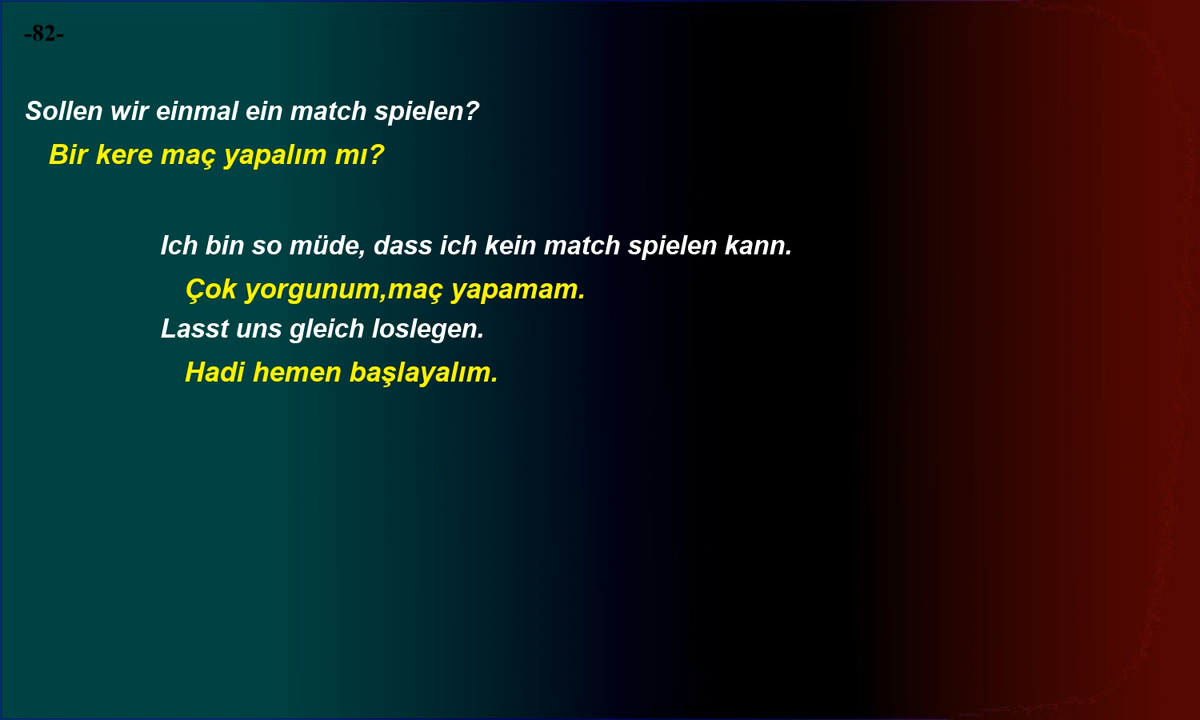 -82-
Sollen wir einmal ein match spielen?
Bir kere maç yapalım mı?
Ich bin so müde, dass ich kein match spielen kann.
Çok yorgunum,maç yapamam.
Lasst uns gleich loslegen.
Hadi hemen başlayalım.